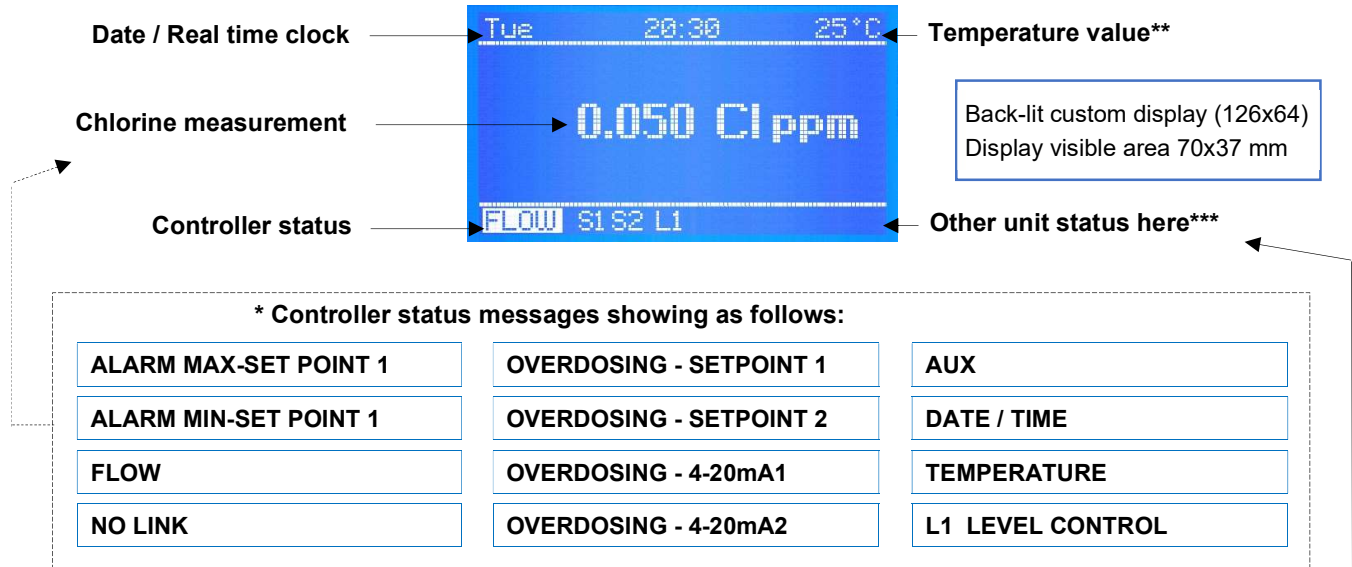 Date / Real time clock
Tue 20:30 25°C
Temperature value**
Chlorine measurement
0.050 Cl ppm
Back-lit custom display (126x64)
Display visible area 70x37 mm
Controller status
FLOW S1 S2 L1
Other unit status here***
* Controller status messages showing as follows:
ALARM MAX-SET POINT 1
OVERDOSING - SETPOINT 1
AUX
ALARM MIN-SET POINT 1
OVERDOSING - SETPOINT 2
DATE / TIME
FLOW
OVERDOSING - 4-20mA1
TEMPERATURE
NO LINK
OVERDOSING - 4-20mA2
L1 LEVEL CONTROL